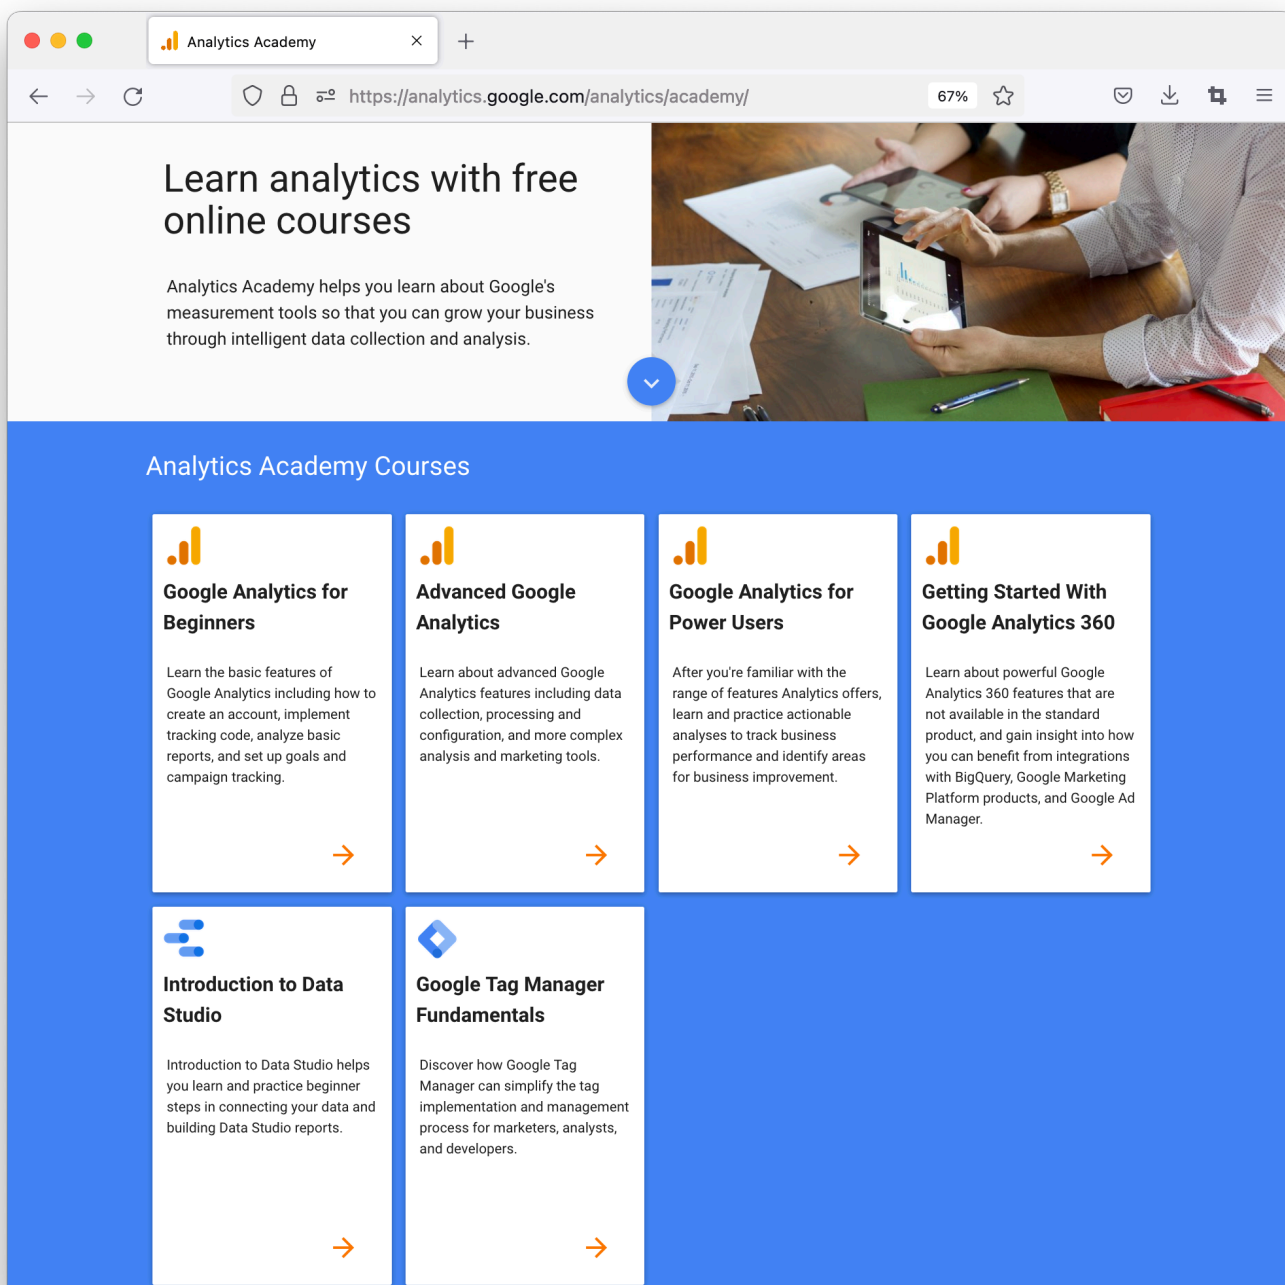 Analytics Academy
https://analytics.google.com/analytics/academy/
67%
Learn analytics with free
online courses
Analytics Academy helps you learn about Google's
measurement tools so that you can grow your business
through intelligent data collection and analysis.
Analytics Academy Courses
Google Analytics for
Beginners
Learn the basic features of
Google Analytics including how to
create an account, implement
tracking code, analyze basic
reports, and set up goals and
campaign tracking.
Advanced Google
Analytics
Learn about advanced Google
Analytics features including data
collection, processing and
configuration, and more complex
analysis and marketing tools.
Google Analytics for
Power Users
After you're familiar with the
range of features Analytics offers,
learn and practice actionable
analyses to track business
performance and identify areas
for business improvement.
Getting Started With
Google Analytics 360
Learn about powerful Google
Analytics 360 features that are
not available in the standard
product, and gain insight into how
you can benefit from integrations
with BigQuery, Google Marketing
Platform products, and Google Ad
Manager.
Introduction to Data
Studio
Introduction to Data Studio helps
you learn and practice beginner
steps in connecting your data and
building Data Studio reports.
Google Tag Manager
Fundamentals
Discover how Google Tag
Manager can simplify the tag
implementation and management
process for marketers, analysts,
and developers.